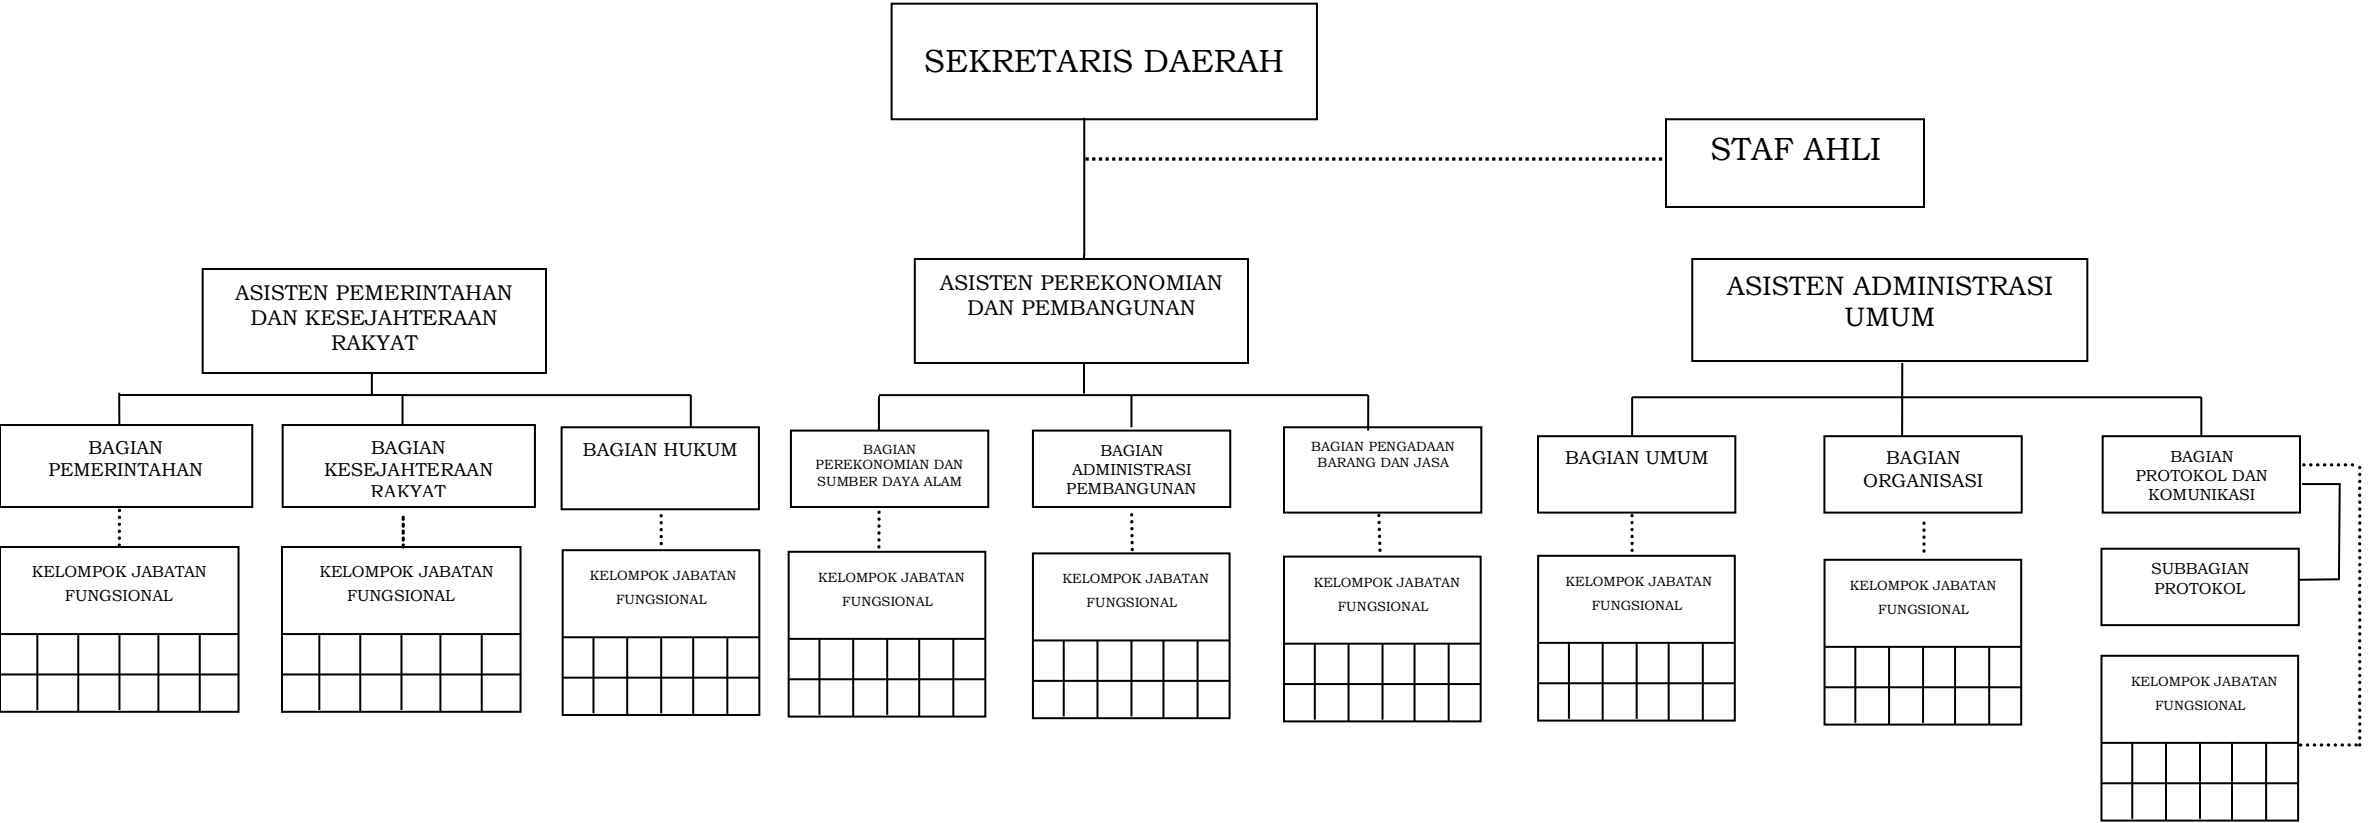 SEKRETARIS DAERAH
STAF AHLI
ASISTEN PEMERINTAHAN
DAN KESEJAHTERAAN
RAKYAT
ASISTEN PEREKONOMIAN
DAN PEMBANGUNAN
ASISTEN ADMINISTRASI
UMUM
BAGIAN
PEMERINTAHAN
BAGIAN
KESEJAHTERAAN
RAKYAT
BAGIAN HUKUM
BAGIAN
PEREKONOMIAN DAN
SUMBER DAYA ALAM
BAGIAN
ADMINISTRASI
PEMBANGUNAN
BAGIAN PENGADAAN
BARANG DAN JASA
BAGIAN UMUM
BAGIAN
ORGANISASI
BAGIAN
PROTOKOL DAN
KOMUNIKASI
KELOMPOK JABATAN
FUNGSIONAL
KELOMPOK JABATAN
FUNGSIONAL
KELOMPOK JABATAN
FUNGSIONAL
KELOMPOK JABATAN
FUNGSIONAL
KELOMPOK JABATAN
FUNGSIONAL
KELOMPOK JABATAN
FUNGSIONAL
KELOMPOK JABATAN
FUNGSIONAL
KELOMPOK JABATAN
FUNGSIONAL
SUBBAGIAN
PROTOKOL
KELOMPOK JABATAN
FUNGSIONAL